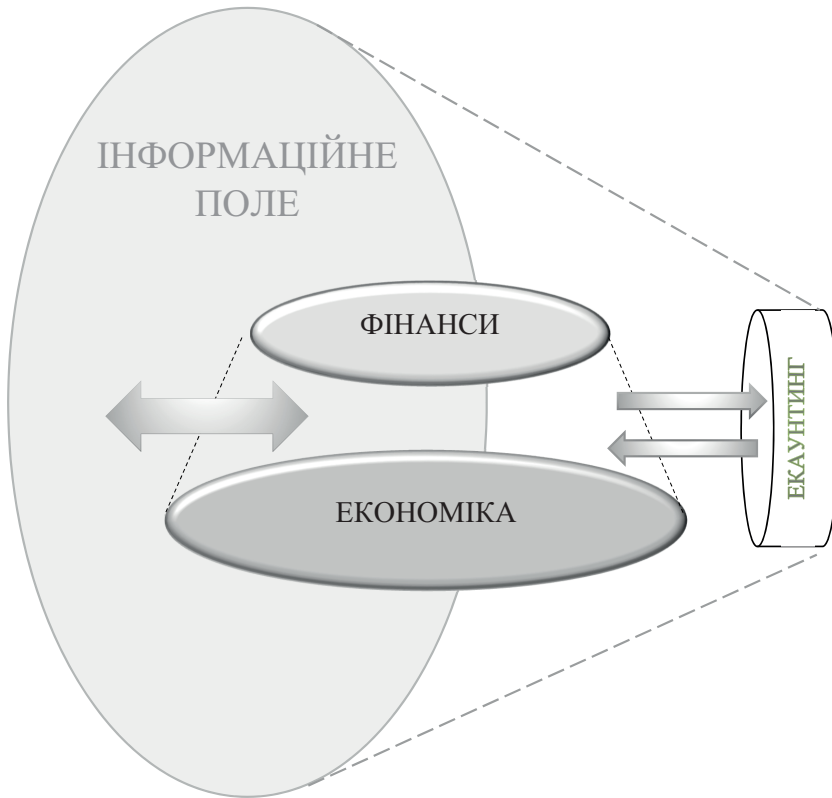 ІНФОРМАЦІЙНЕ
ПОЛЕ
ФІНАНСИ
ЕКАУНТИНГ
ЕКОНОМІКА